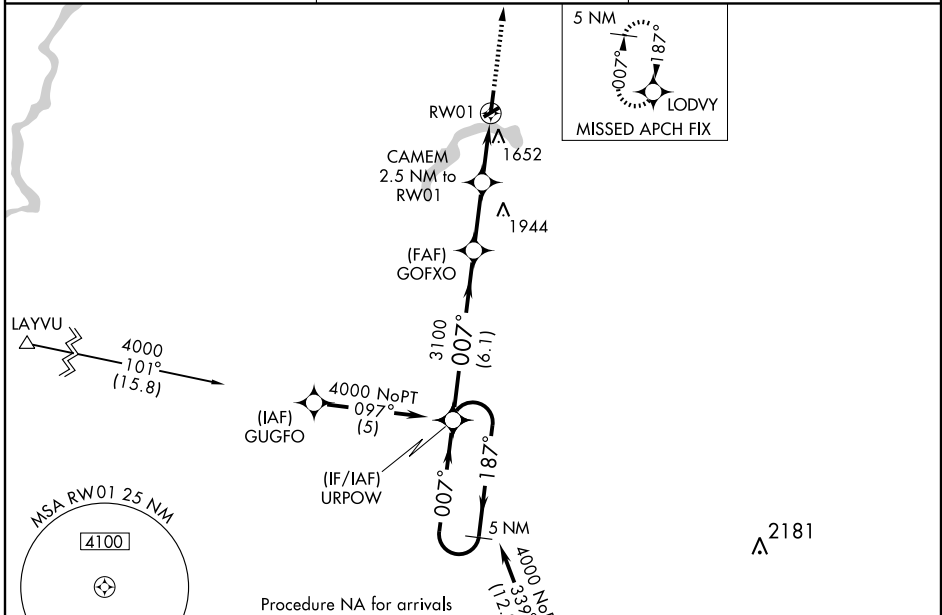 5 NM
007°
187°
LODVY
MISSED APCH FIX
RW01
1652
CAMEM
2.5 NM to
RW01
1944
(FAF)
GOFXO
LAYVU
4000
101°
(15.8)
3100
007°
(6.1)
4000 NoPT
097°
(5)
(IAF)
GUGFO
(IF/IAF)
URPOW
007°
187°
5 NM
4000
339°
2181
MSA RW01 25 NM
4100
Procedure NA for arrivals